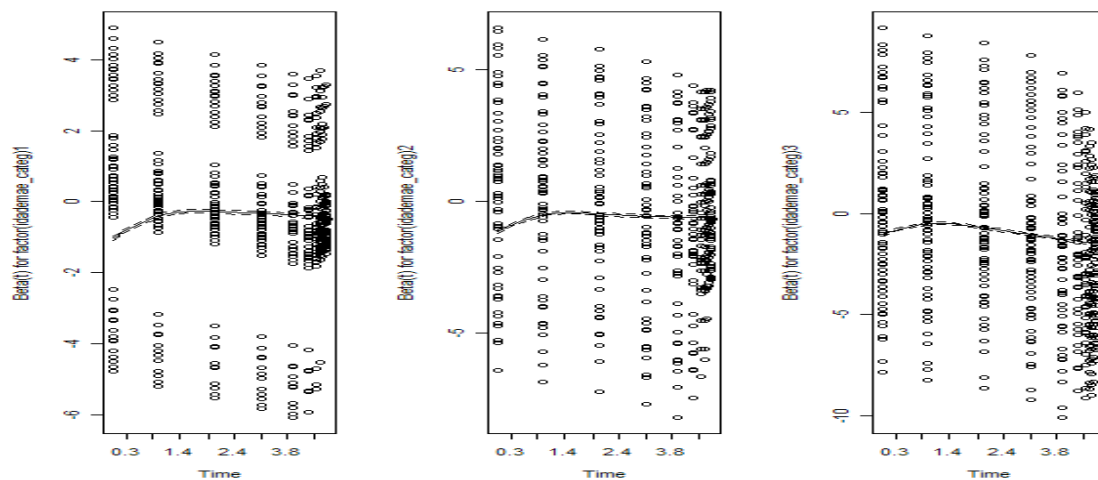 Beta(t) for factor(idademae_categ)1
4
2
0
-2
-4
-6
0.3 1.4 2.4 3.8
Time
Beta(t) for factor(idademae_categ)2
5
0
-5
0.3 1.4 2.4 3.8
Time
Beta(t) for factor(idademae_categ)3
5
0
-5
-10
0.3 1.4 2.4 3.8
Time